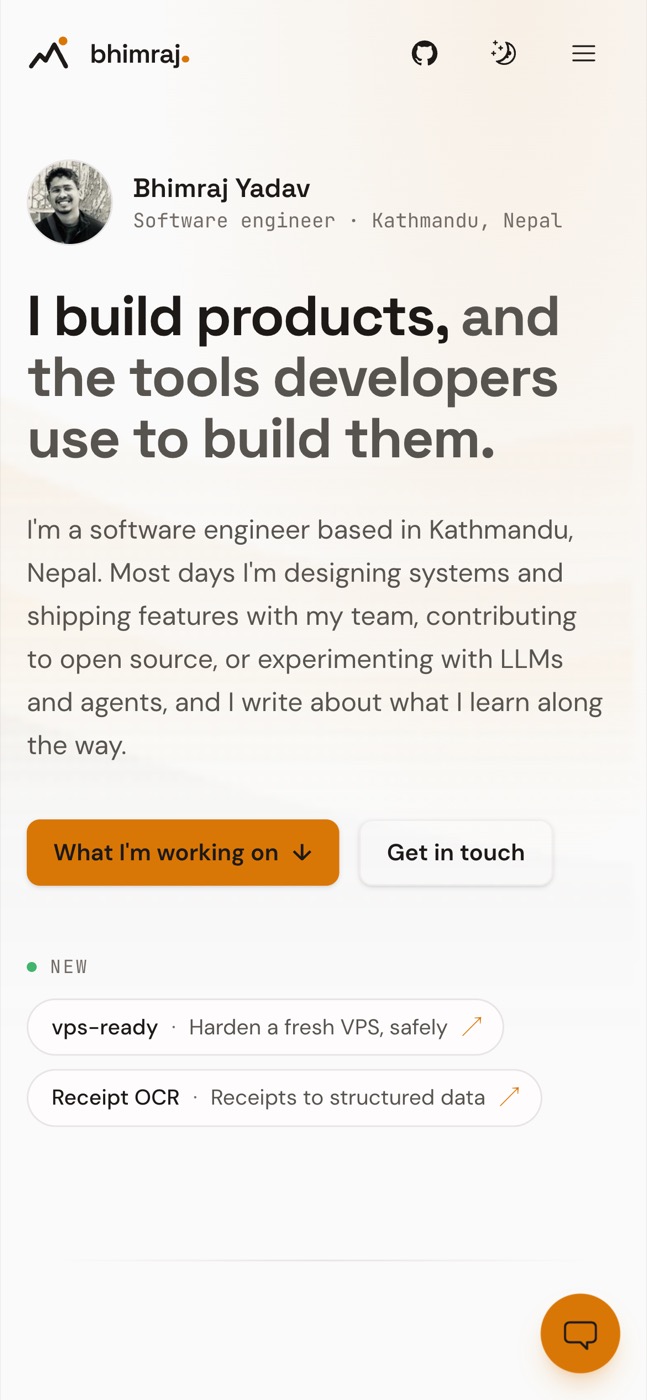 bhimraj.
Bhimraj Yadav
Software engineer · Kathmandu, Nepal
I build products, and
the tools developers
use to build them.
I'm a software engineer based in Kathmandu,
Nepal. Most days I'm designing systems and
shipping features with my team, contributing
to open source, or experimenting with LLMs
and agents, and I write about what I learn along
the way.
What I'm working on ↓
Get in touch
NEW
vps-ready · Harden a fresh VPS, safely
Receipt OCR · Receipts to structured data